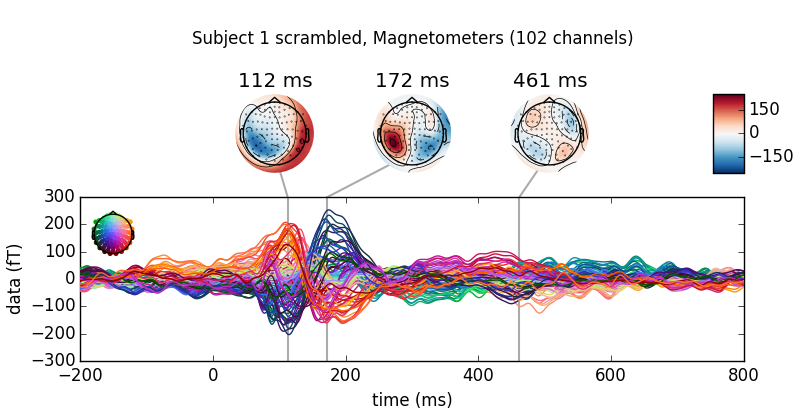 Subject 1 scrambled, Magnetometers (102 channels)
112 ms 172 ms 461 ms
150
0
−150
300
200
100
0
−100
−200
−300
data (fT)
−200 0 200 400 600 800
time (ms)